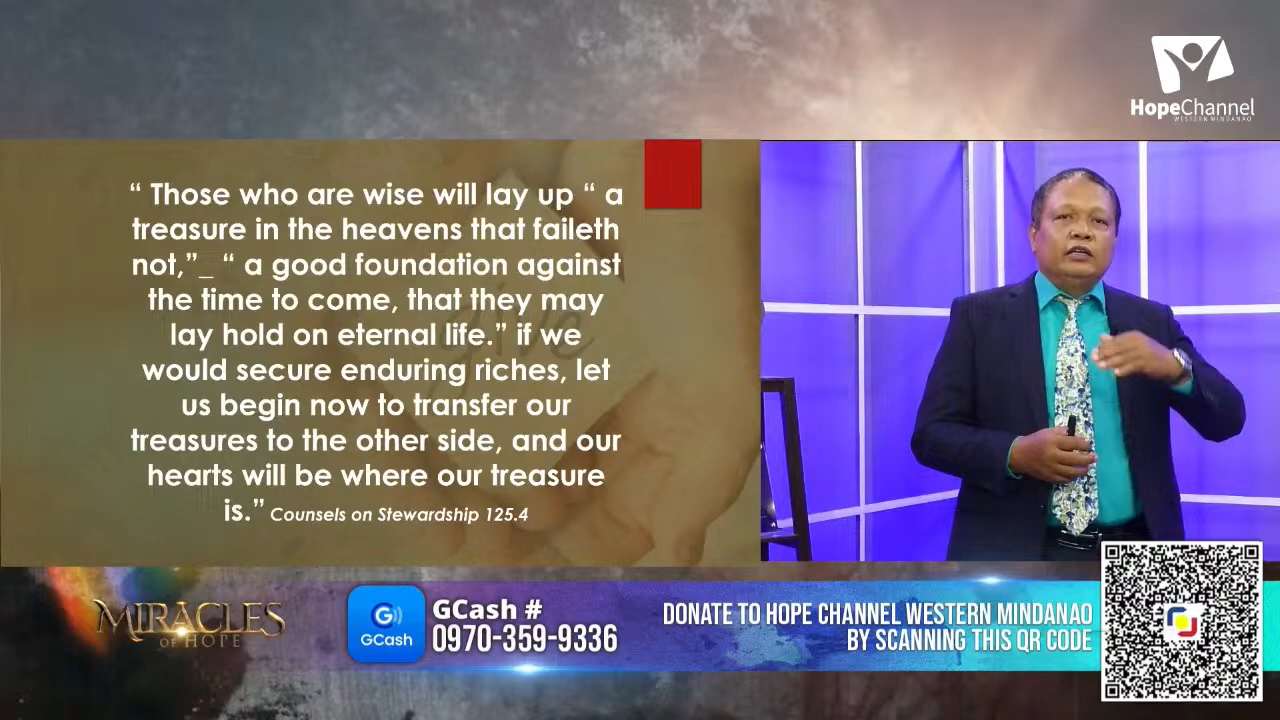 HopeChannel
WESTERN MINDANAO
“ Those who are wise will lay up “ a
treasure in the heavens that faileth
not,”_ “ a good foundation against
the time to come, that they may
lay hold on eternal life.” if we
would secure enduring riches, let
us begin now to transfer our
treasures to the other side, and our
hearts will be where our treasure
is.” Counsels on Stewardship 125.4
give
MIRACLES
OF HOPE
GCash
GCash #
0970-359-9336
DONATE TO HOPE CHANNEL WESTERN MINDANAO
BY SCANNING THIS QR CODE